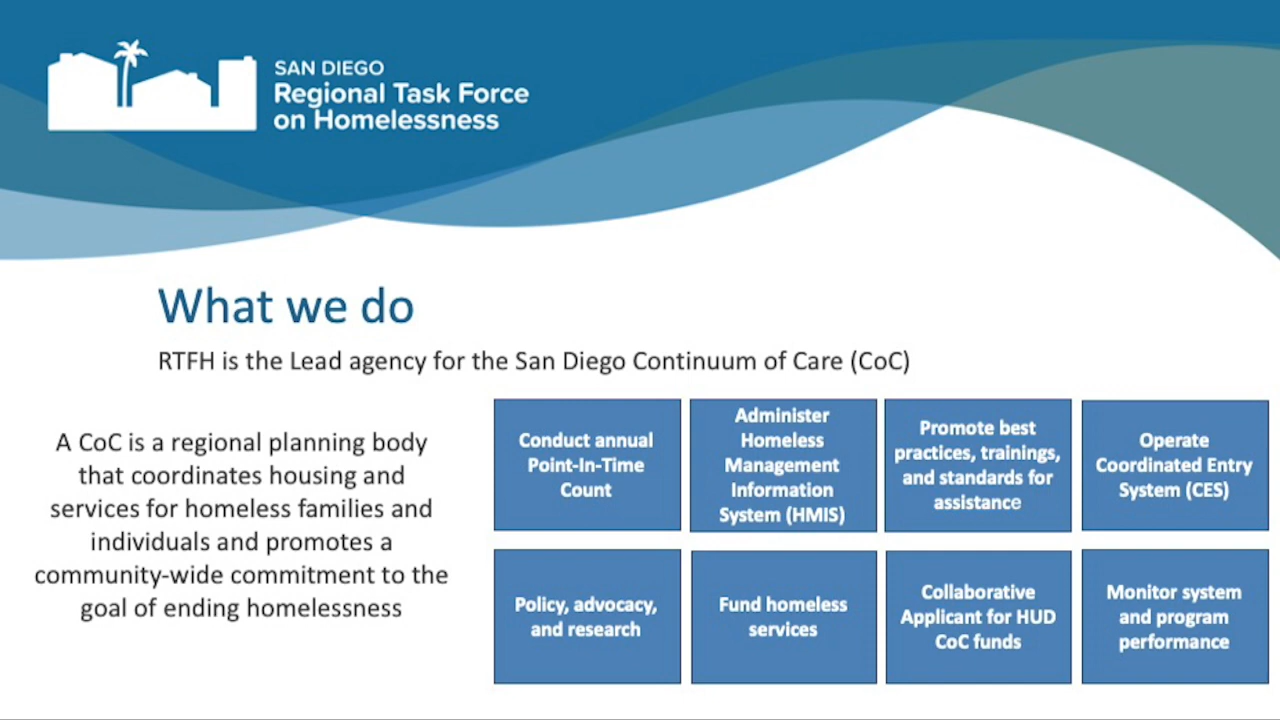 SAN DIEGO
Regional Task Force
on Homelessness
What we do
RTFH is the Lead agency for the San Diego Continuum of Care (CoC)
A CoC is a regional planning body
that coordinates housing and
services for homeless families and
individuals and promotes a
community-wide commitment to the
goal of ending homelessness
Conduct annual
Point-In-Time
Count
Administer
Homeless
Management
Information
System (HMIS)
Promote best
practices, trainings,
and standards for
assistance
Operate
Coordinated Entry
System (CES)
Policy, advocacy,
and research
Fund homeless
services
Collaborative
Applicant for HUD
CoC funds
Monitor system
and program
performance